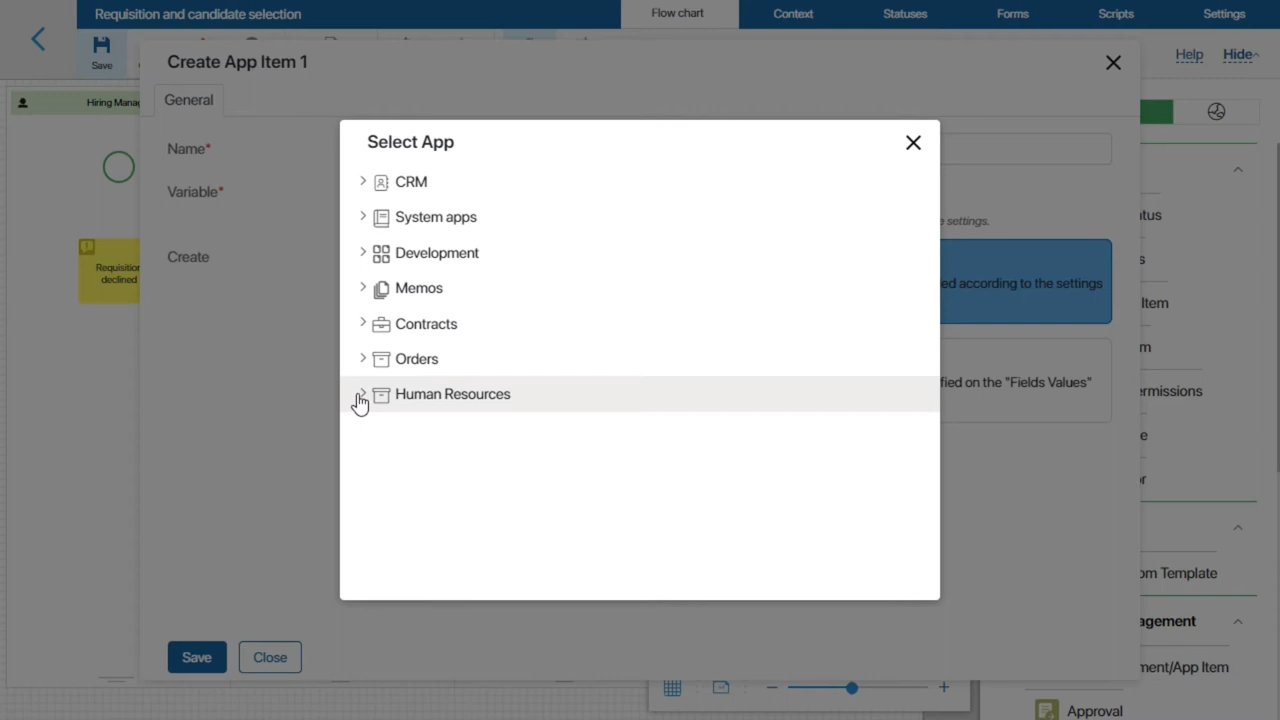 Requisition and candidate selection
Flow chart
Context
Statuses
Forms
Scripts
Settings
Save
Help
Hide
Create App Item 1
General
Hiring Mana
Name*
Variable*
Create
Requisition
declined
Select App
CRM
System apps
Development
Memos
Contracts
Orders
Human Resources
settings.
ed according to the settings
fied on the "Fields Values"
Save
Close
tus
s
Item
m
ermissions
e
r
om Template
agement
ment/App Item
Approval